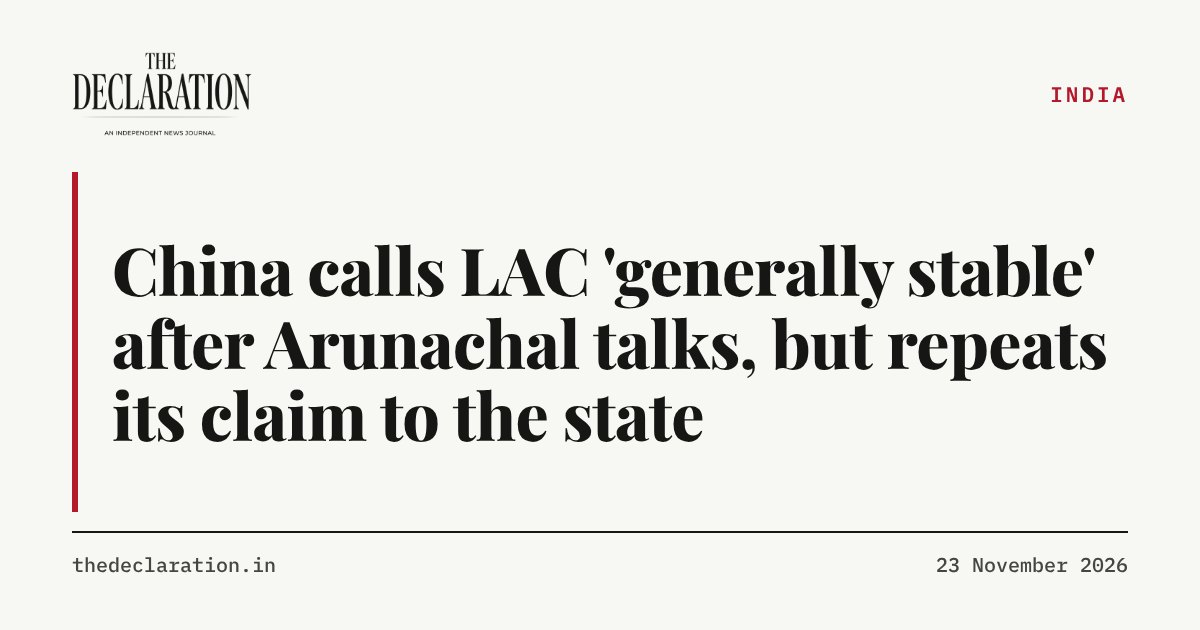 THE
DECLARATION
AN INDEPENDENT NEWS JOURNAL
INDIA
China calls LAC 'generally stable'
after Arunachal talks, but repeats
its claim to the state
thedeclaration.in
23 November 2026